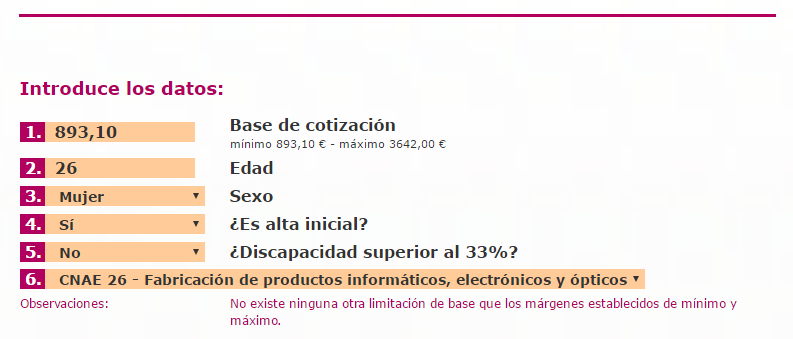 Introduce los datos:
1. 893,10 Base de cotización
mínimo 893,10 € - máximo 3642,00 €
2. 26 Edad
3. Mujer Sexo
4. Sí ¿Es alta inicial?
5. No ¿Discapacidad superior al 33%?
6. CNAE 26 - Fabricación de productos informáticos, electrónicos y ópticos
Observaciones: No existe ninguna otra limitación de base que los márgenes establecidos de mínimo y
máximo.